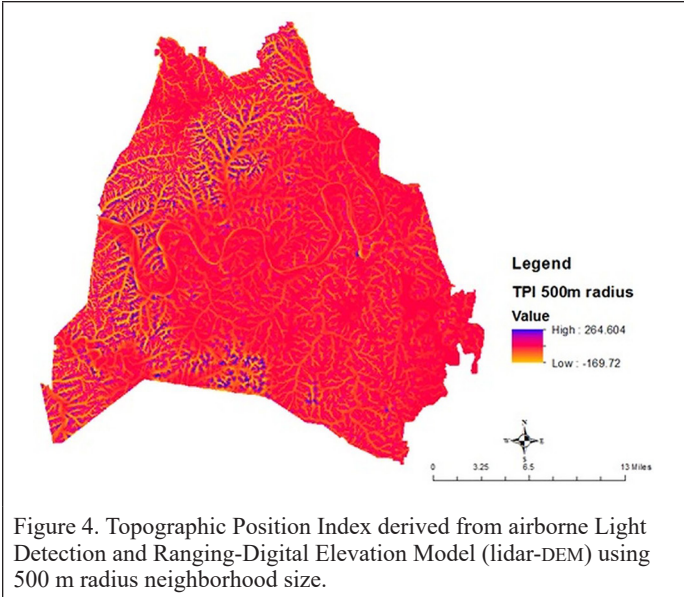 Legend
TPI 500m radius
Value
High : 264.604
Low : -169.72
N
W E
S
0 3.25 6.5 13 Miles
Figure 4. Topographic Position Index derived from airborne Light
Detection and Ranging-Digital Elevation Model (lidar-DEM) using
500 m radius neighborhood size.